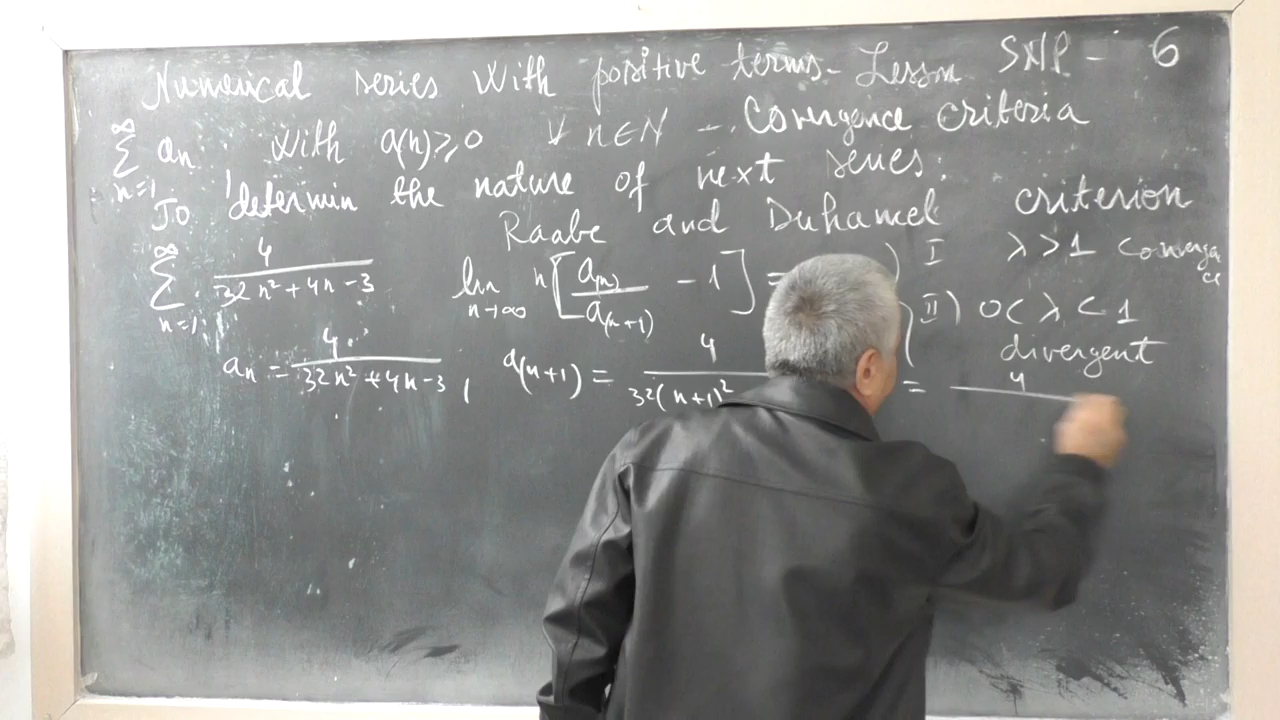 Numerical series With positive terms - Lesson SNP - 6
∞ ∑ n=1 an With a(n) ≥ 0 ∀ n∈N - Convergence criteria
To determin the nature of next series:
Raabe and Duhamel criterion
∞ ∑ n=1 4/(32n² + 4n - 3) lim n→∞ n[a(n)/a(n+1) - 1] = I λ > 1 Convergence
II) 0 < λ < 1
divergent
an = 4/(32n² + 4n - 3), a(n+1) = 4/32(n+1)² = 4